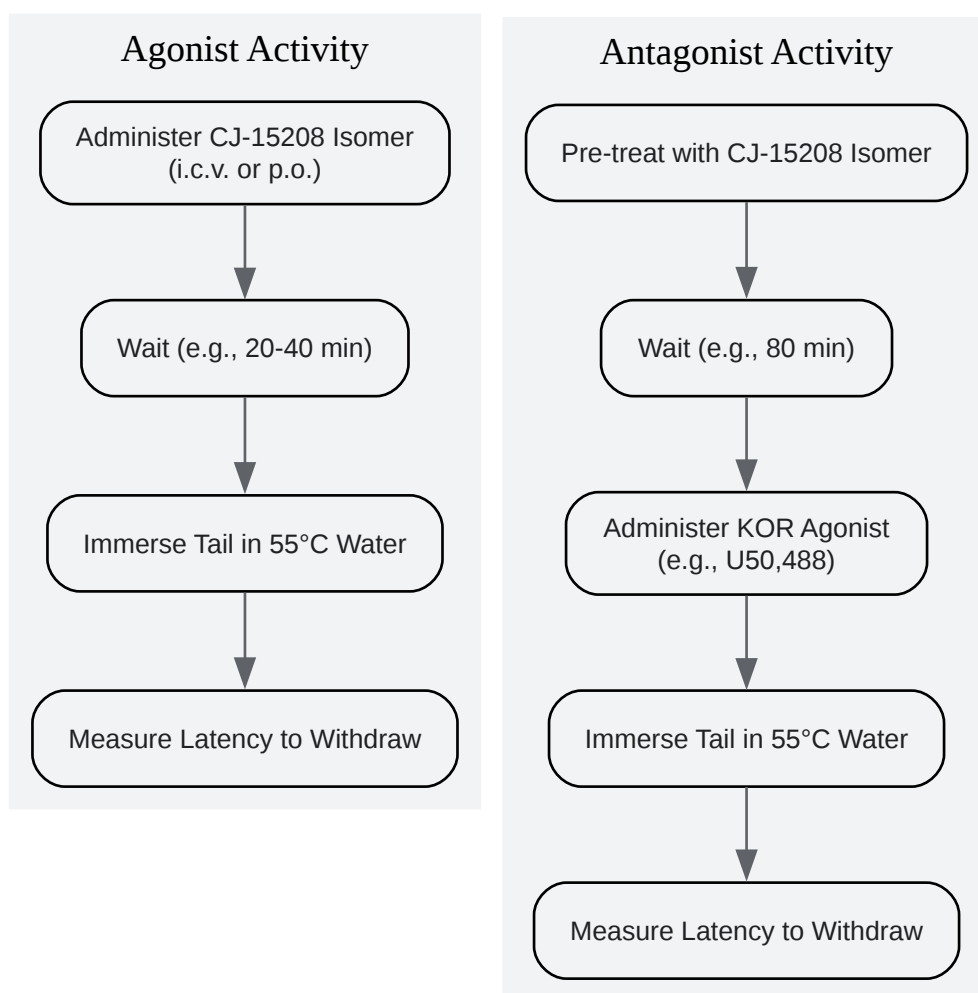 Agonist Activity
Administer CJ-15208 Isomer
(i.c.v. or p.o.)
Wait (e.g., 20-40 min)
Immerse Tail in 55°C Water
Measure Latency to Withdraw
Antagonist Activity
Pre-treat with CJ-15208 Isomer
Wait (e.g., 80 min)
Administer KOR Agonist
(e.g., U50,488)
Immerse Tail in 55°C Water
Measure Latency to Withdraw